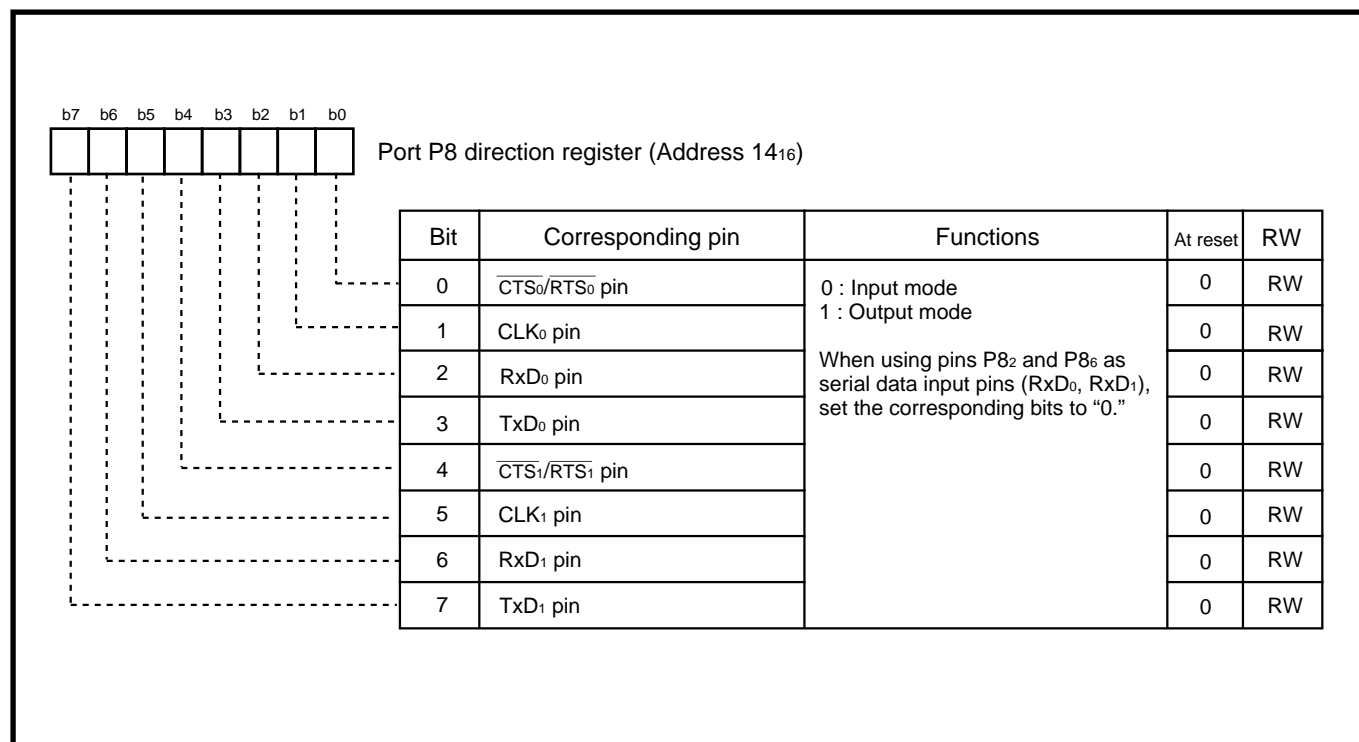 b7 b6 b5 b4 b3 b2 b1 b0
Port P8 direction register (Address 14₁₆)
Bit Corresponding pin Functions At reset RW
0 C̅T̅S̅₀/R̅T̅S̅₀ pin 0 RW
1 CLK₀ pin 0 RW
2 RxD₀ pin 0 RW
3 TxD₀ pin 0 RW
4 C̅T̅S̅₁/R̅T̅S̅₁ pin 0 RW
5 CLK₁ pin 0 RW
6 RxD₁ pin 0 RW
7 TxD₁ pin 0 RW
0 : Input mode
1 : Output mode
When using pins P8₂ and P8₆ as
serial data input pins (RxD₀, RxD₁),
set the corresponding bits to “0.”